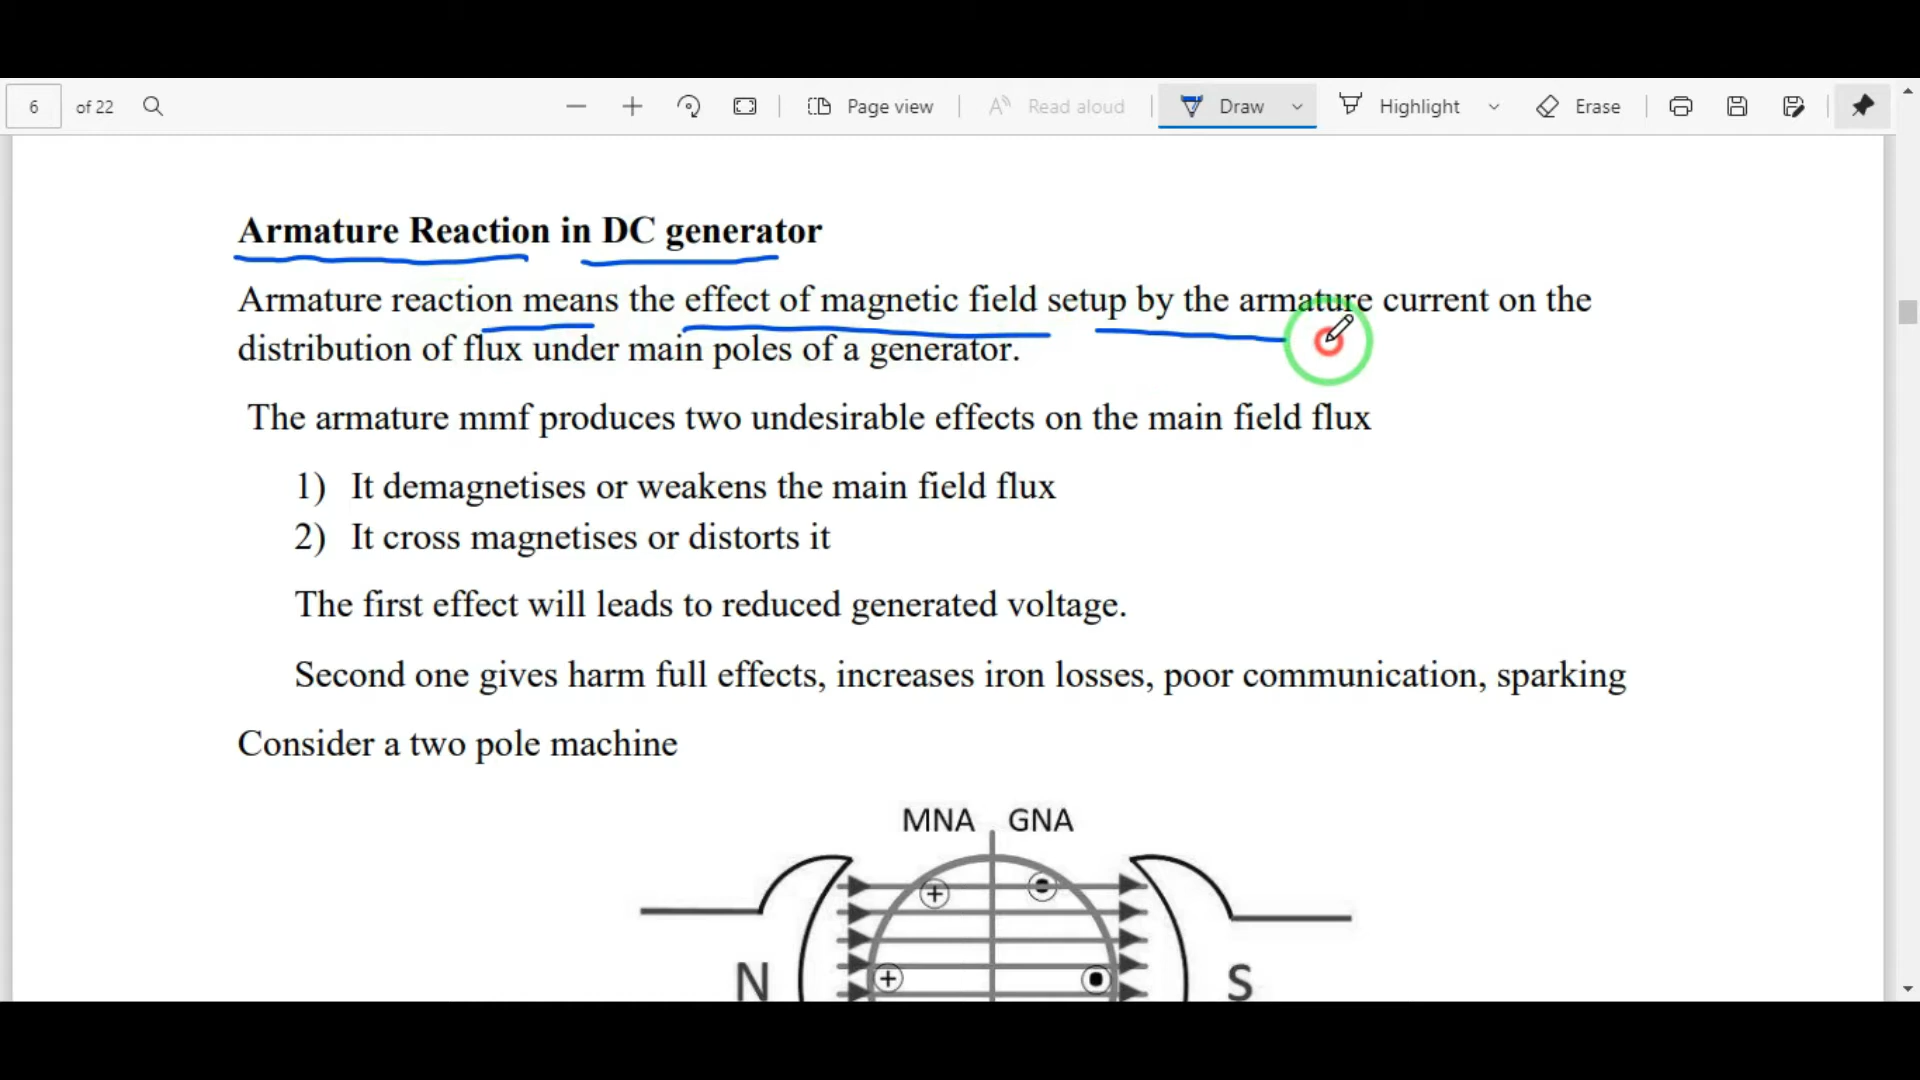 6 of 22 Page view Read aloud Draw Highlight Erase
Armature Reaction in DC generator
Armature reaction means the effect of magnetic field setup by the armature current on the
distribution of flux under main poles of a generator.
The armature mmf produces two undesirable effects on the main field flux
1) It demagnetises or weakens the main field flux
2) It cross magnetises or distorts it
The first effect will leads to reduced generated voltage.
Second one gives harm full effects, increases iron losses, poor communication, sparking
Consider a two pole machine
MNA GNA
N S